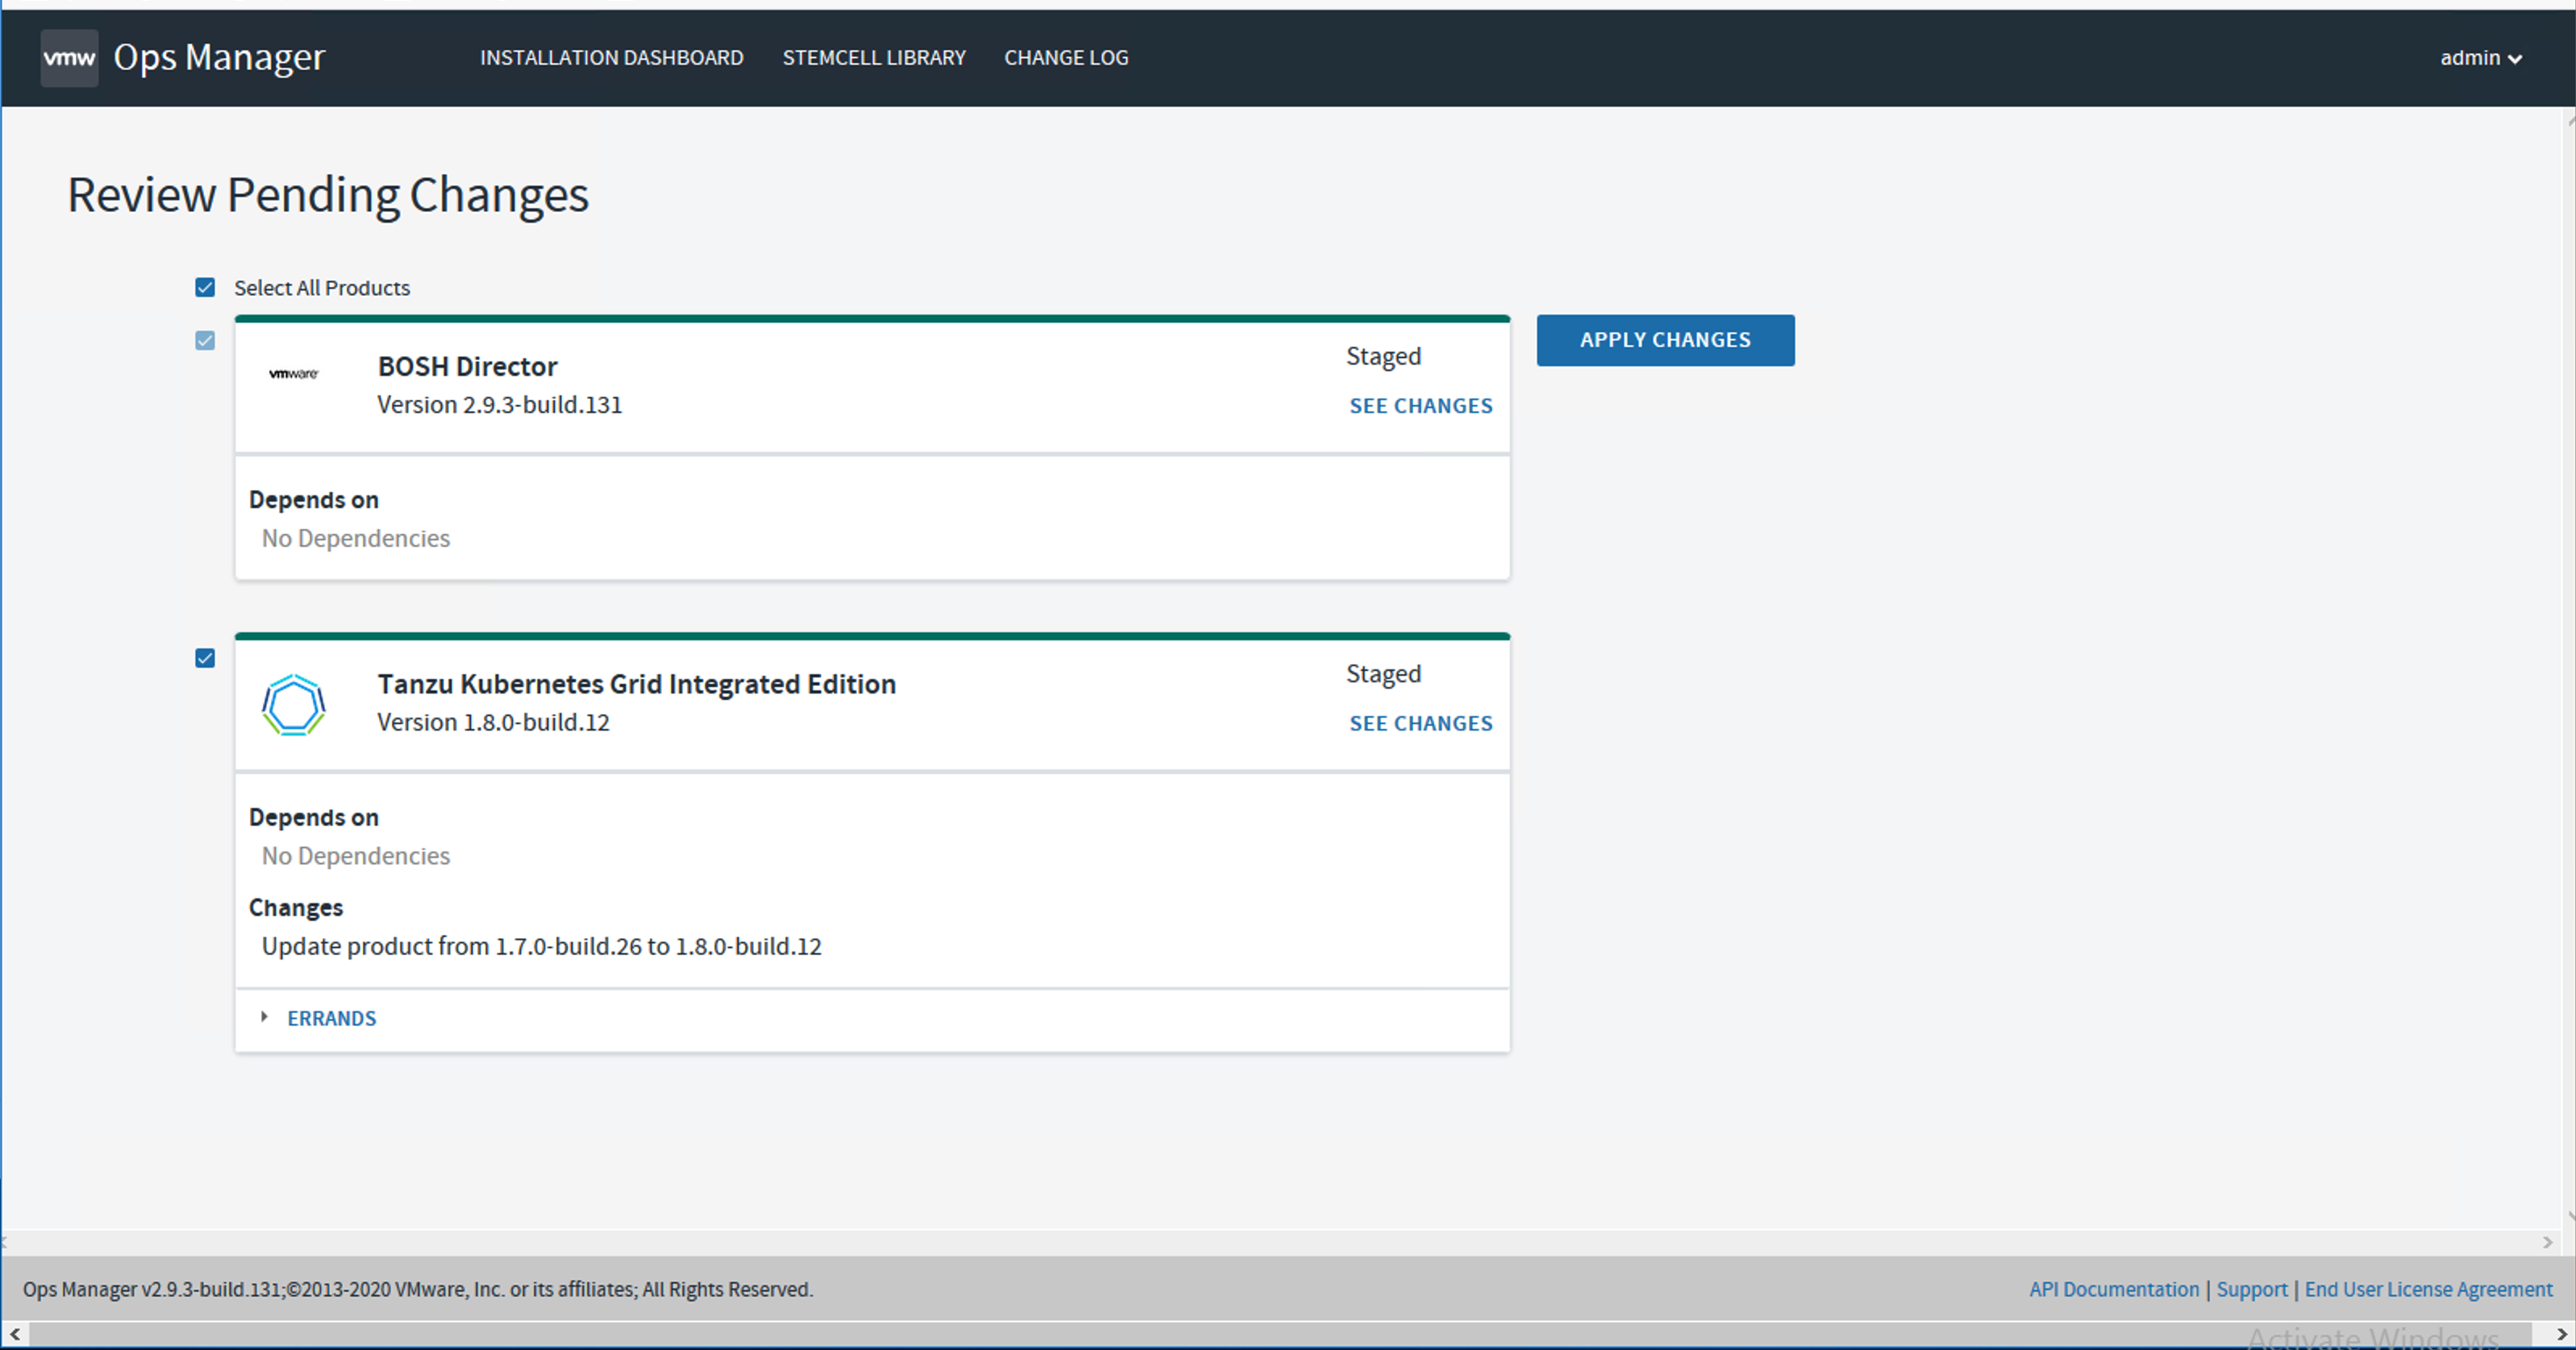 vmw Ops Manager INSTALLATION DASHBOARD STEMCELL LIBRARY CHANGE LOG admin
Review Pending Changes
Select All Products
vmware
BOSH Director
Version 2.9.3-build.131
Staged
SEE CHANGES
APPLY CHANGES
Depends on
No Dependencies
Tanzu Kubernetes Grid Integrated Edition
Version 1.8.0-build.12
Staged
SEE CHANGES
Depends on
No Dependencies
Changes
Update product from 1.7.0-build.26 to 1.8.0-build.12
ERRANDS
Ops Manager v2.9.3-build.131;©2013-2020 VMware, Inc. or its affiliates; All Rights Reserved.
API Documentation | Support | End User License Agreement
Activate Windows